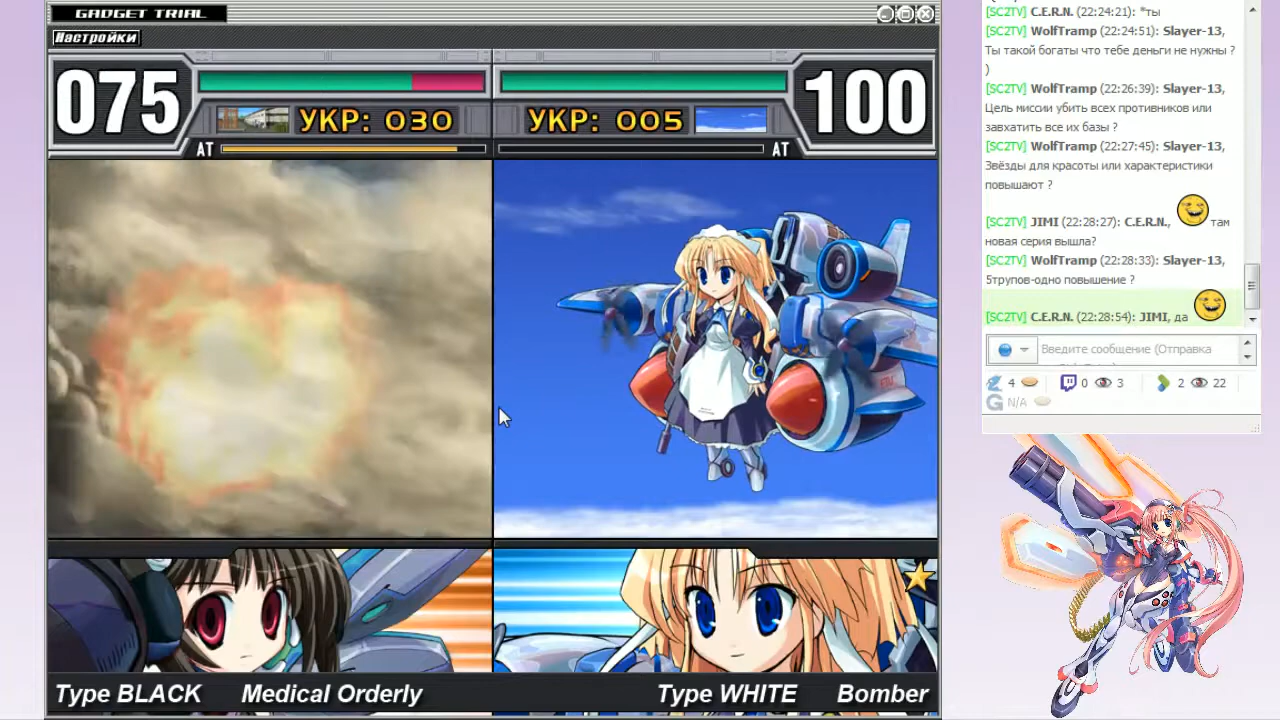 GADGET TRIAL
Настройки
075
УКР: 030
УКР: 005
100
AT
AT
Type BLACK Medical Orderly
Type WHITE Bomber
[SC2TV] C.E.R.N. (22:24:21): *ты
[SC2TV] WolfTramp (22:24:51): Slayer-13,
Ты такой богаты что тебе деньги не нужны ?
)
[SC2TV] WolfTramp (22:26:39): Slayer-13,
Цель миссии убить всех противников или
завхатить все их базы ?
[SC2TV] WolfTramp (22:27:45): Slayer-13,
Звёзды для красоты или характеристики
повышают ?
[SC2TV] JIMI (22:28:27): C.E.R.N., там
новая серия вышла?
[SC2TV] WolfTramp (22:28:33): Slayer-13,
5трупов-одно повышение ?
[SC2TV] C.E.R.N. (22:28:54): JIMI, да
Введите сообщение (Отправка
4 0 3 2 22
N/A